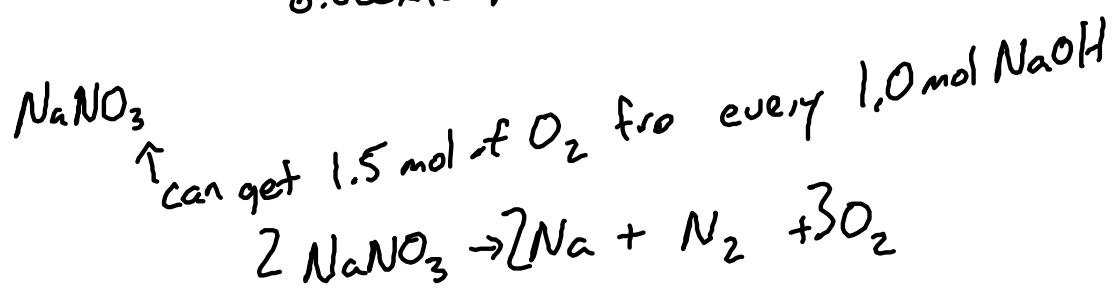 NaNO₃
↑ can get 1.5 mol of O₂ fro every 1.0 mol NaOH
2 NaNO₃ → 2Na + N₂ + 3O₂